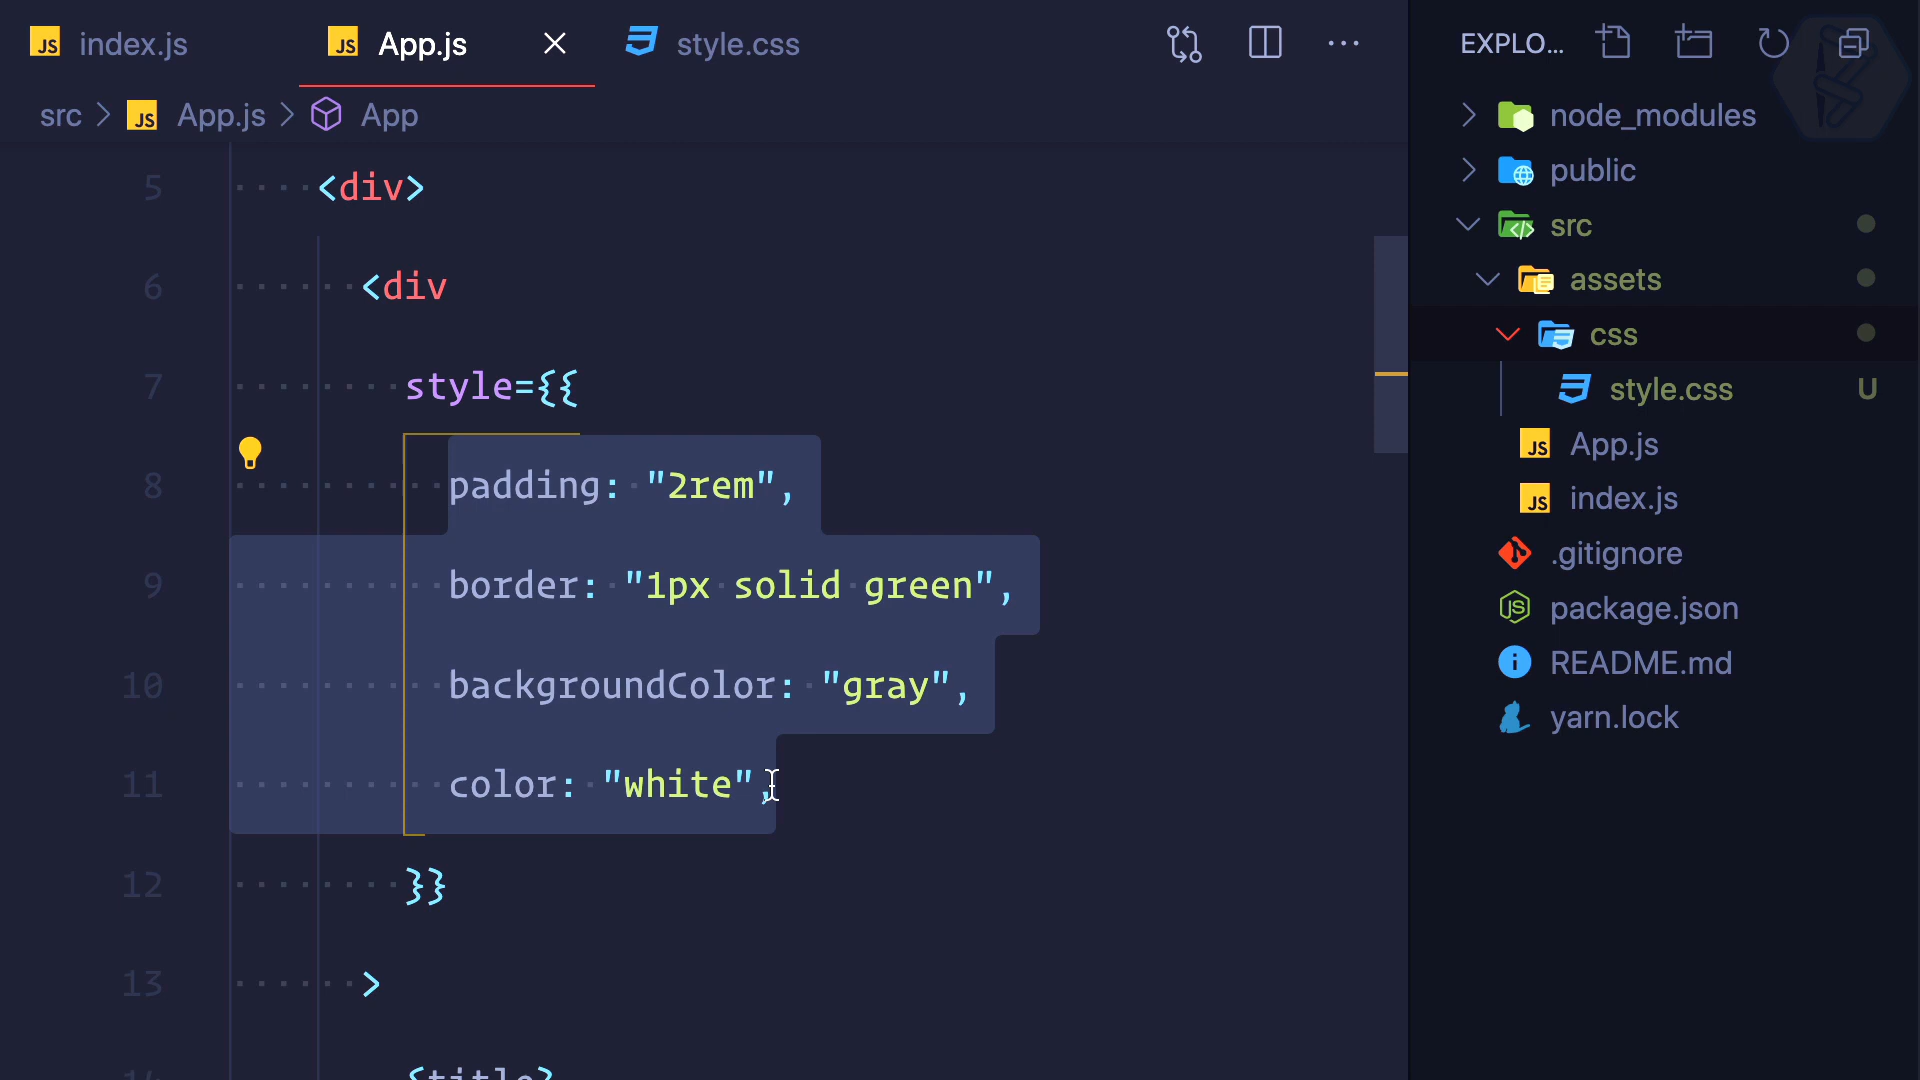 index.js
App.js
style.css
EXPLO...
src > App.js > App
node_modules
public
src
assets
css
style.css U
App.js
index.js
.gitignore
package.json
README.md
yarn.lock
5 <div>
6 <div
7 style={{
8 padding: "2rem",
9 border: "1px solid green",
10 backgroundColor: "gray",
11 color: "white",
12 }}
13 >
14 <title>